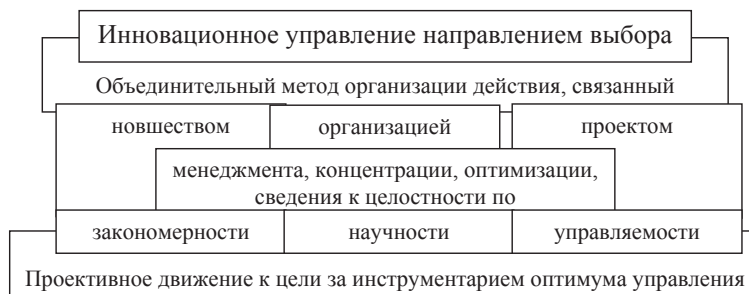 Инновационное управление направлением выбора
Объединительный метод организации действия, связанный
новшеством организацией проектом
менеджмента, концентрации, оптимизации,
сведения к целостности по
закономерности научности управляемости
Проективное движение к цели за инструментарием оптимума управления